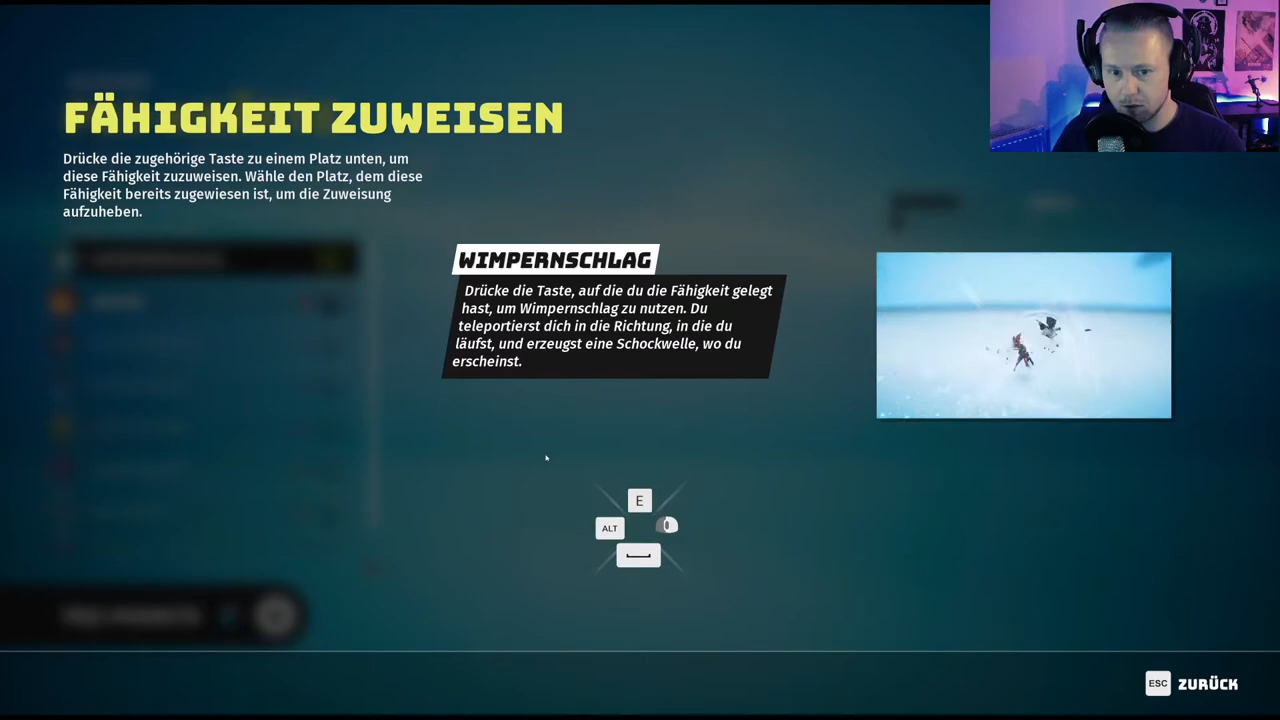 FÄHIGKEIT ZUWEISEN
Drücke die zugehörige Taste zu einem Platz unten, um
diese Fähigkeit zuzuweisen. Wähle den Platz, dem diese
Fähigkeit bereits zugewiesen ist, um die Zuweisung
aufzuheben.
WIMPERNSCHLAG
Drücke die Taste, auf die du die Fähigkeit gelegt
hast, um Wimpernschlag zu nutzen. Du
teleportierst dich in die Richtung, in die du
läufst, und erzeugst eine Schockwelle, wo du
erscheinst.
E
ALT
ESC ZURÜCK